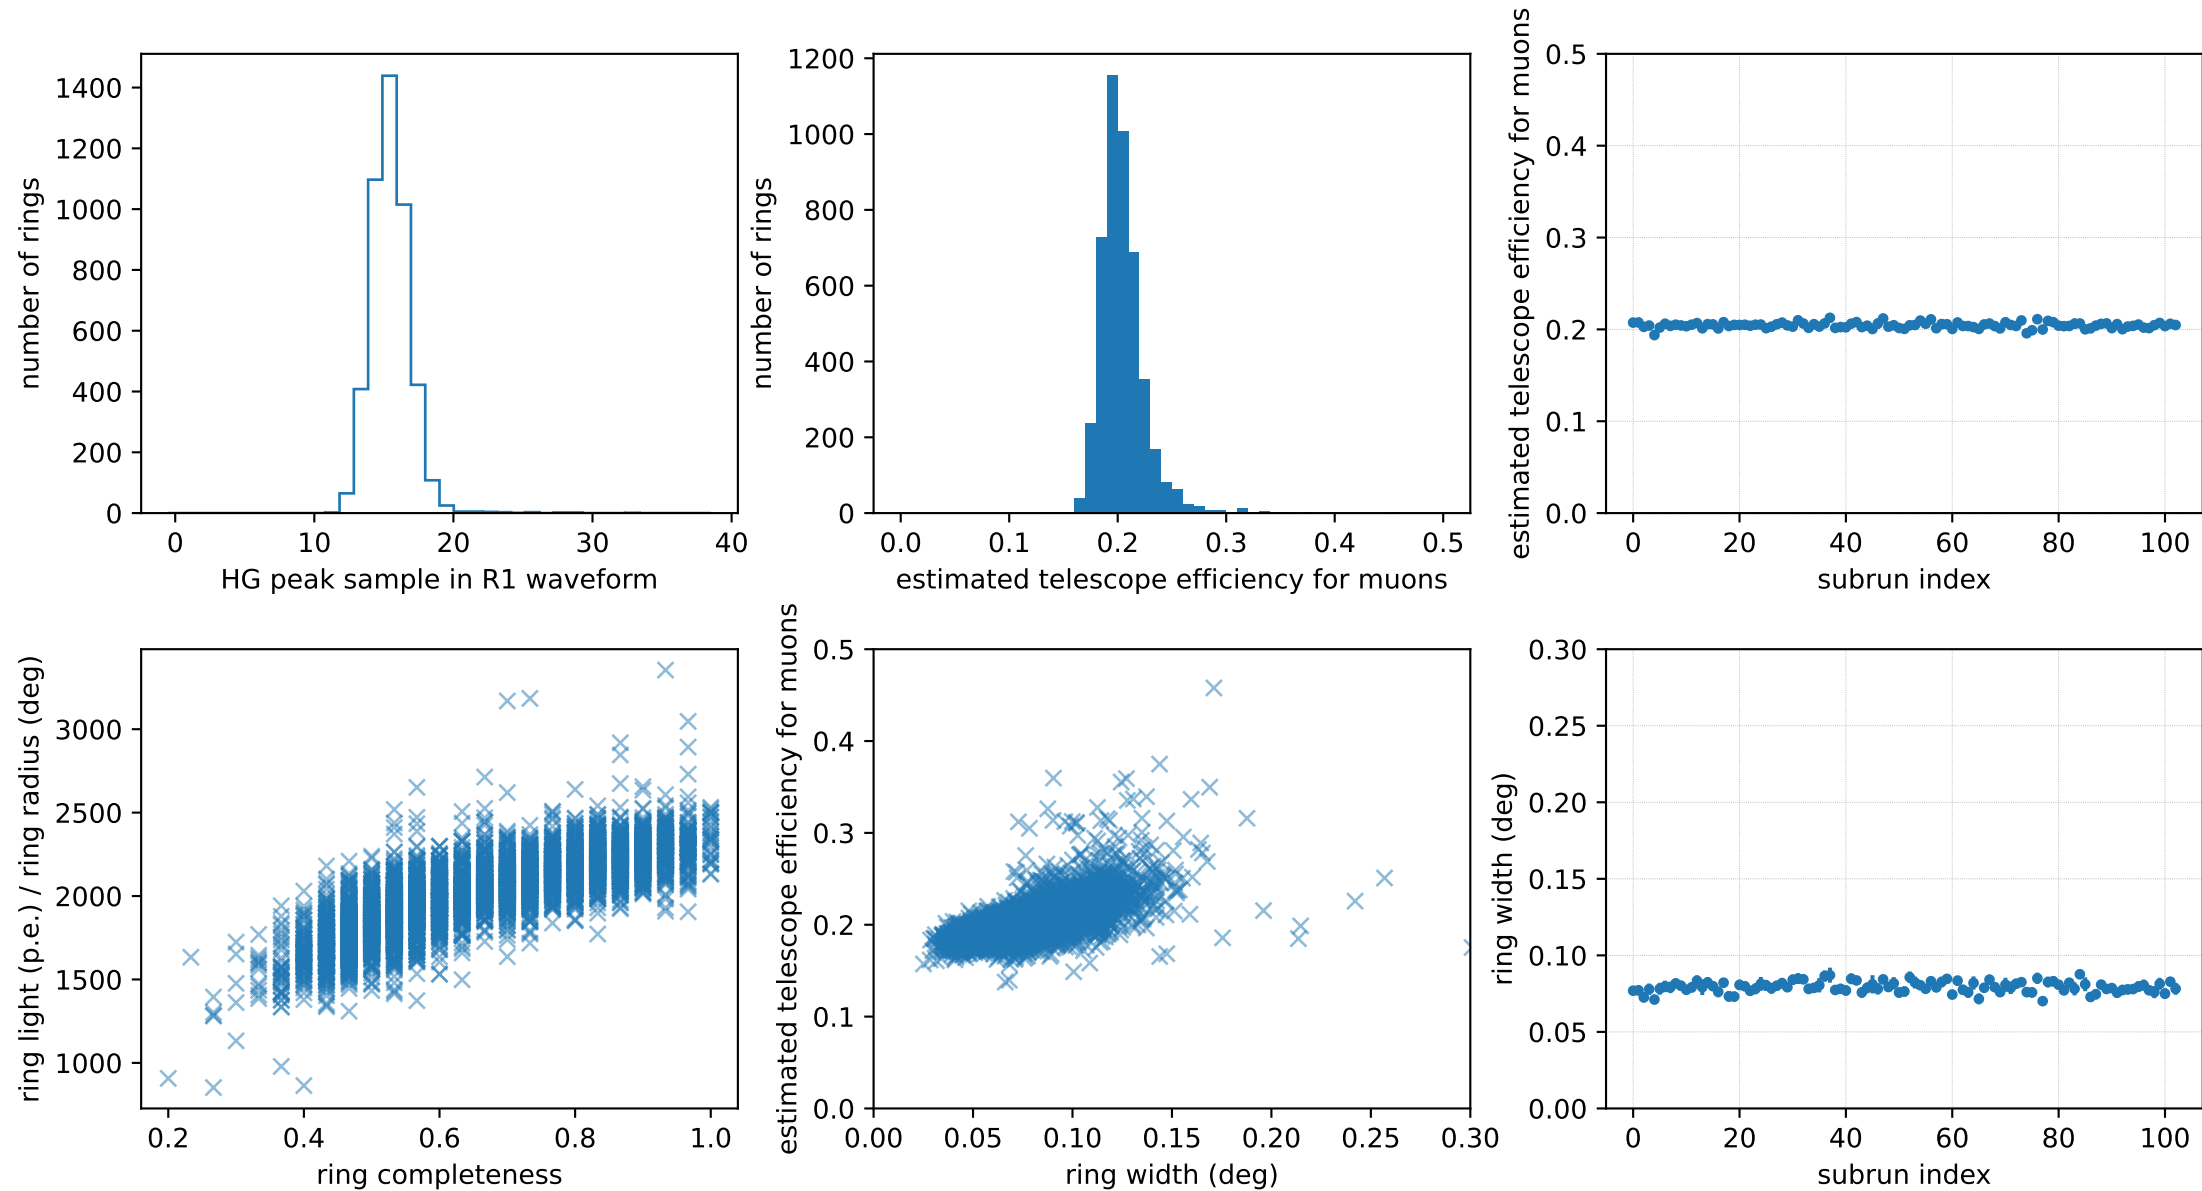 number of rings
1400
1200
1000
800
600
400
200
0
0 10 20 30 40
HG peak sample in R1 waveform
number of rings
1200
1000
800
600
400
200
0
0.0 0.1 0.2 0.3 0.4 0.5
estimated telescope efficiency for muons
estimated telescope efficiency for muons
0.5
0.4
0.3
0.2
0.1
0.0
0 20 40 60 80 100
subrun index
ring light (p.e.) / ring radius (deg)
3000
2500
2000
1500
1000
0.2 0.4 0.6 0.8 1.0
ring completeness
estimated telescope efficiency for muons
0.5
0.4
0.3
0.2
0.1
0.0
0.00 0.05 0.10 0.15 0.20 0.25 0.30
ring width (deg)
ring width (deg)
0.30
0.25
0.20
0.15
0.10
0.05
0.00
0 20 40 60 80 100
subrun index